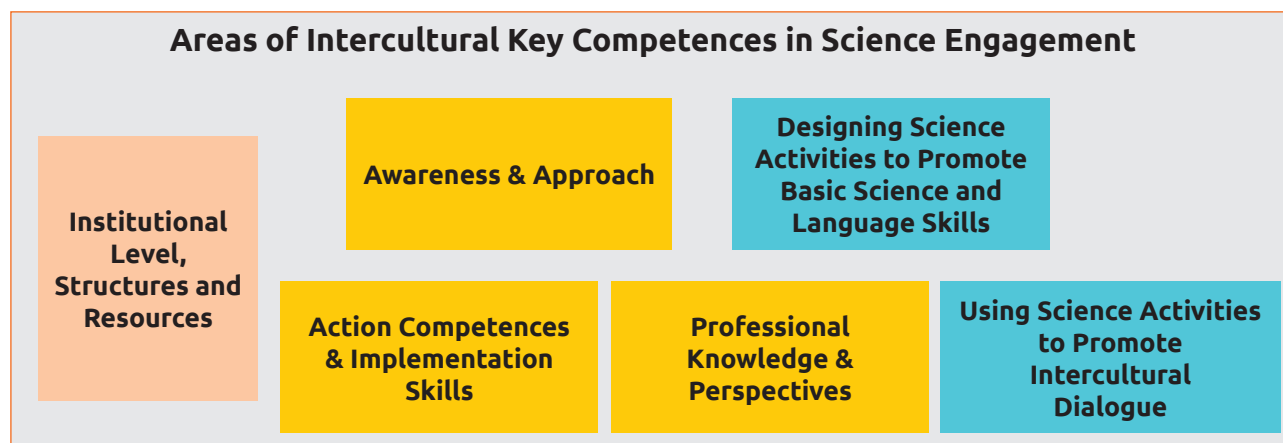 Areas of Intercultural Key Competences in Science Engagement
Institutional
Level,
Structures and
Resources
Awareness & Approach
Designing Science
Activities to Promote
Basic Science and
Language Skills
Action Competences
& Implementation
Skills
Professional
Knowledge &
Perspectives
Using Science Activities
to Promote
Intercultural
Dialogue